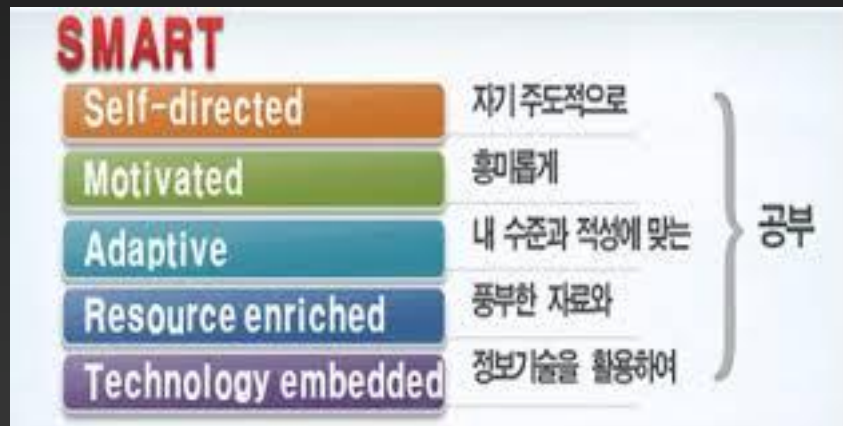 SMART
Self-directed 자기 주도적으로
Motivated 흥미롭게
Adaptive 내 수준과 적성에 맞는
공부
Resource enriched 풍부한 자료와
Technology embedded 정보기술을 활용하여